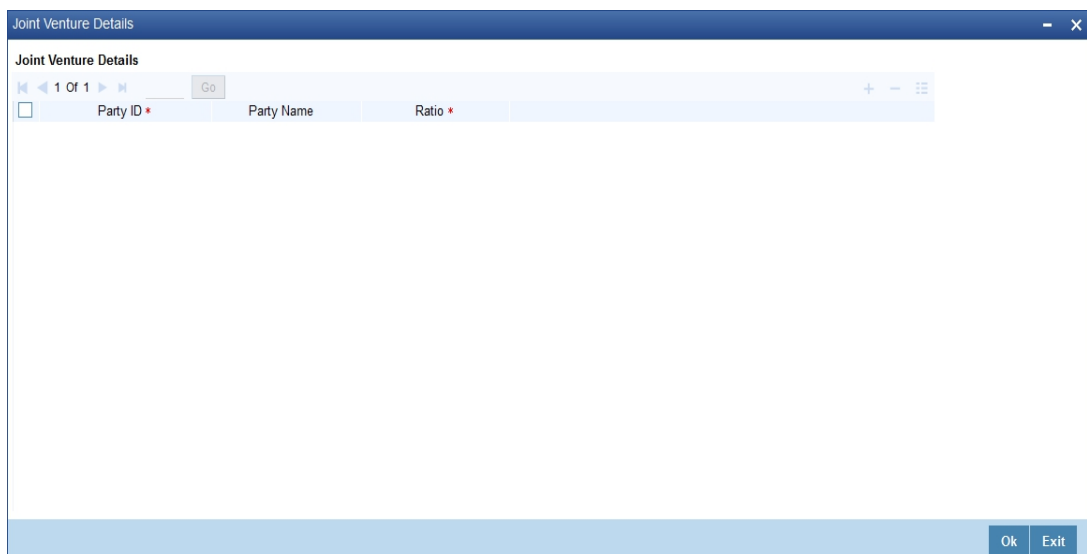 Joint Venture Details
Joint Venture Details
1 Of 1 Go
Party ID * Party Name Ratio *
Ok Exit